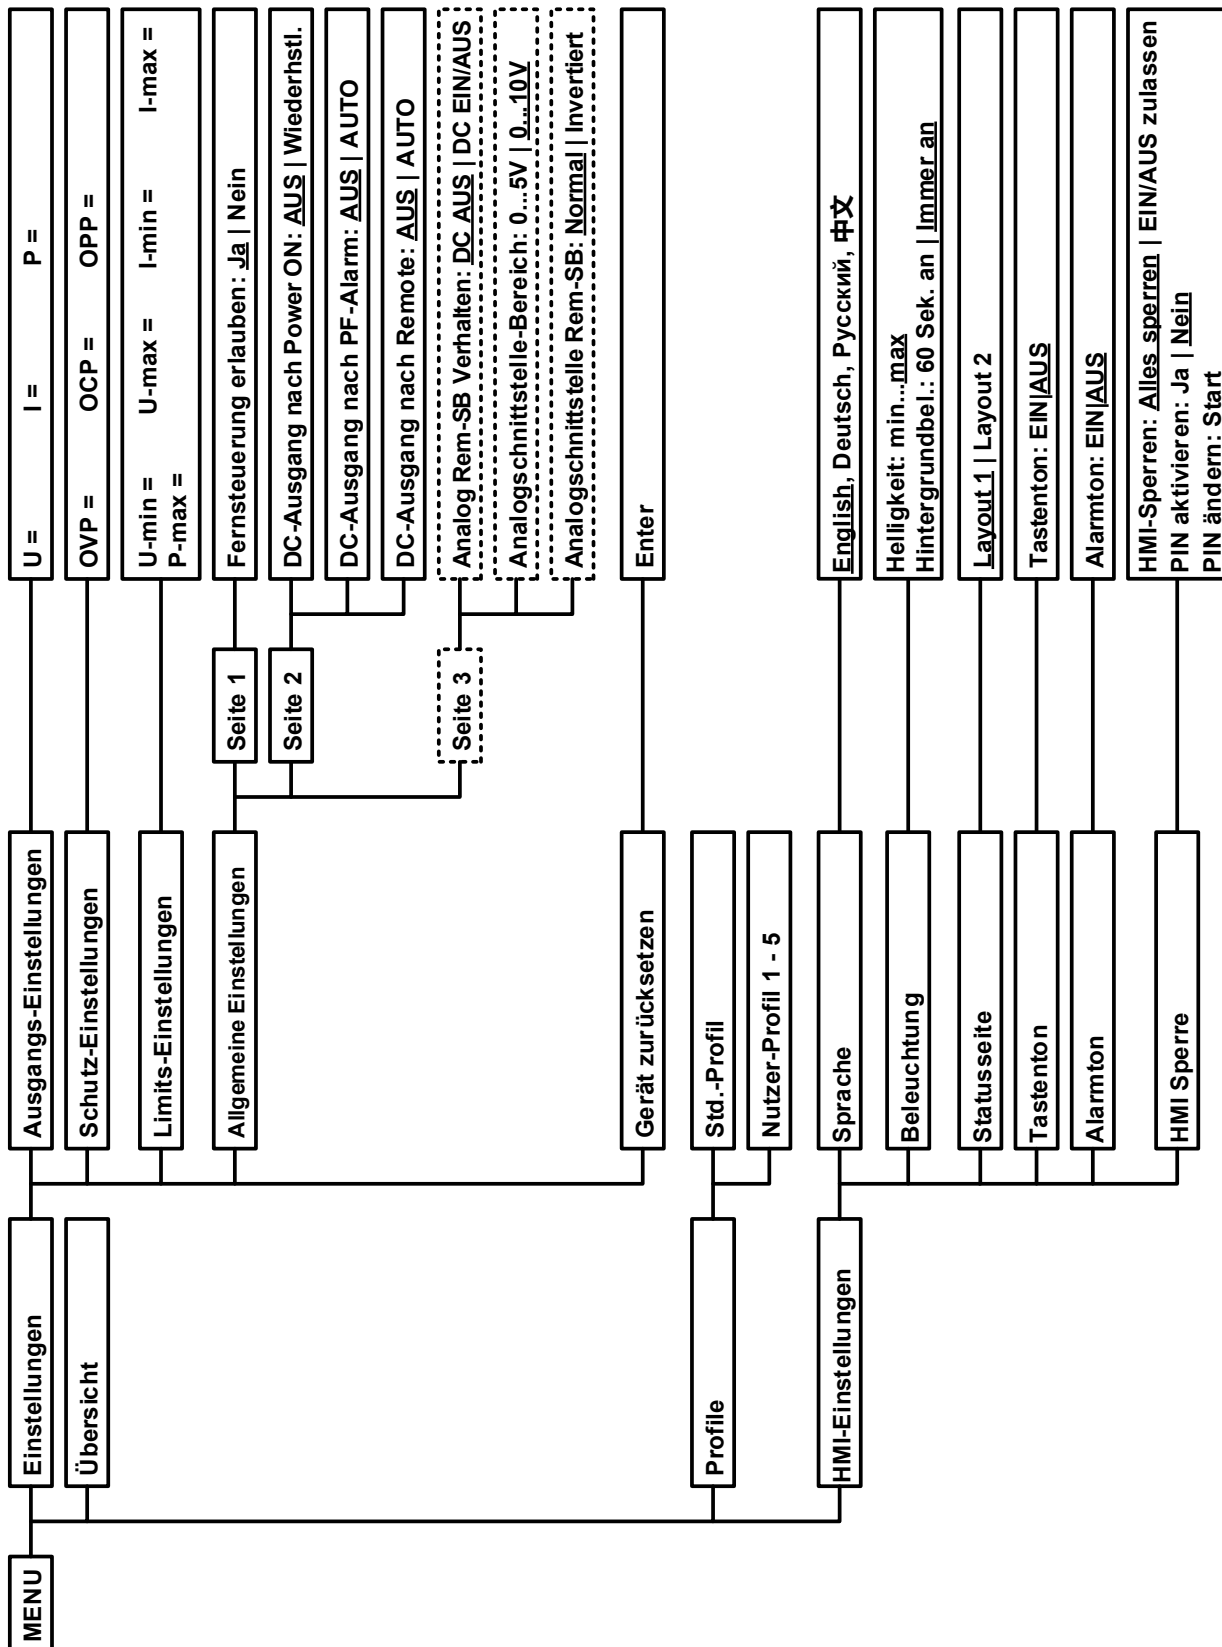 MENU
Einstellungen
Ausgangs-Einstellungen
U = I = P =
Schutz-Einstellungen
OVP = OCP = OPP =
Limits-Einstellungen
U-min = U-max = I-min = I-max =
P-max =
Allgemeine Einstellungen
Seite 1
Fernsteuerung erlauben: Ja | Nein
Seite 2
DC-Ausgang nach Power ON: AUS | Wiederhstl.
DC-Ausgang nach PF-Alarm: AUS | AUTO
DC-Ausgang nach Remote: AUS | AUTO
Seite 3
Analog Rem-SB Verhalten: DC AUS | DC EIN/AUS
Analogschnittstelle-Bereich: 0...5V | 0...10V
Analogschnittstelle Rem-SB: Normal | Invertiert
Gerät zurücksetzen
Enter
Übersicht
Profile
Std.-Profil
Nutzer-Profil 1 - 5
HMI-Einstellungen
Sprache
English, Deutsch, Русский, 中文
Beleuchtung
Helligkeit: min...max
Hintergrundbel.: 60 Sek. an | Immer an
Statusseite
Layout 1 | Layout 2
Tastenton
Tastenton: EIN|AUS
Alarmton
Alarmton: EIN|AUS
HMI Sperre
HMI-Sperren: Alles sperren | EIN/AUS zulassen
PIN aktivieren: Ja | Nein
PIN ändern: Start